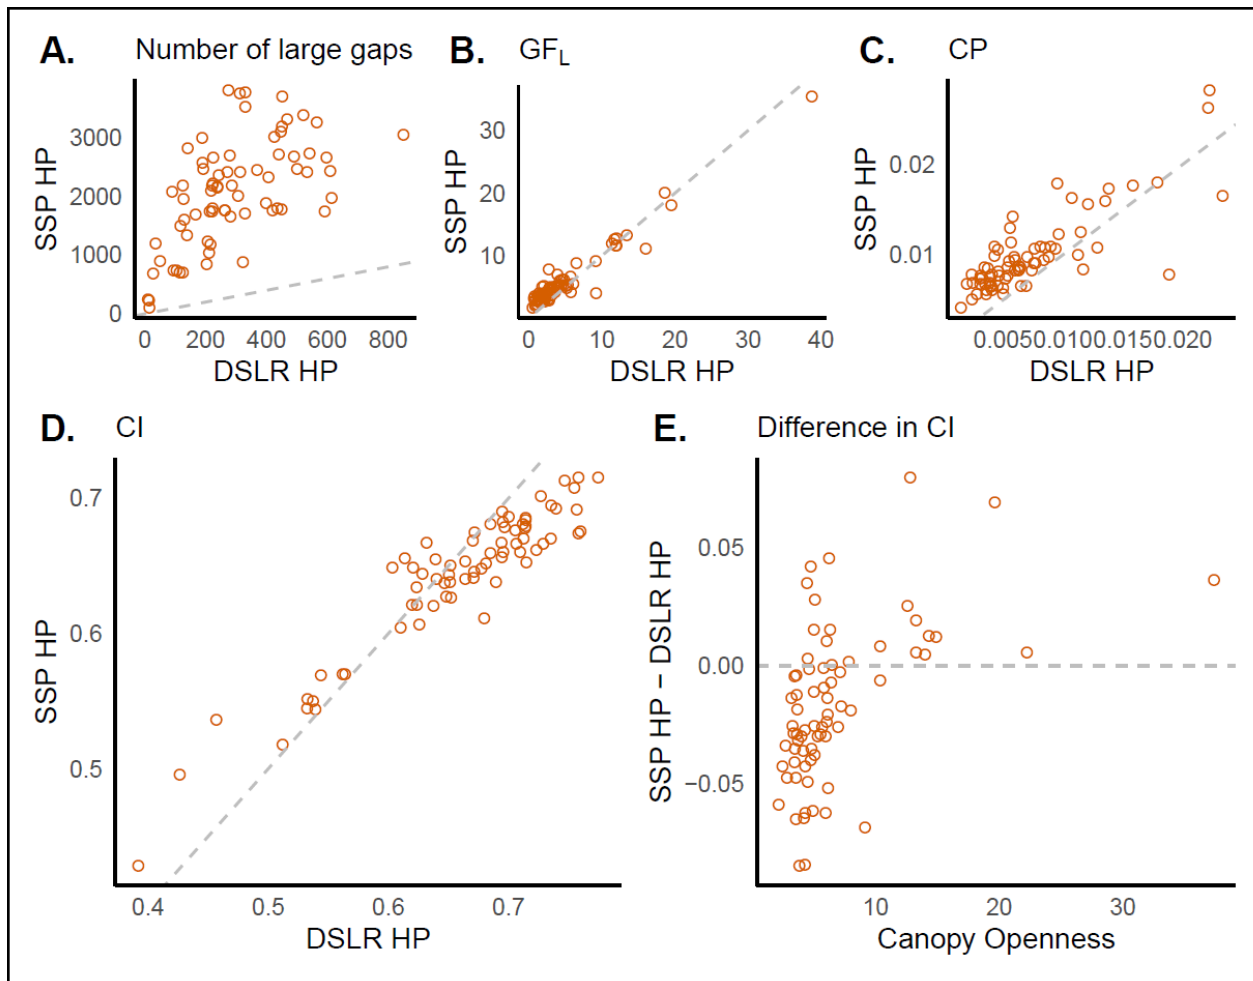 A. Number of large gaps
SSP HP
3000
2000
1000
0
0 200 400 600 800
DSLR HP
B. GFL
SSP HP
30
20
10
0 10 20 30 40
DSLR HP
C. CP
SSP HP
0.02
0.01
0.0050.0100.0150.020
DSLR HP
D. CI
SSP HP
0.7
0.6
0.5
0.4 0.5 0.6 0.7
DSLR HP
E. Difference in CI
SSP HP − DSLR HP
0.05
0.00
−0.05
10 20 30
Canopy Openness